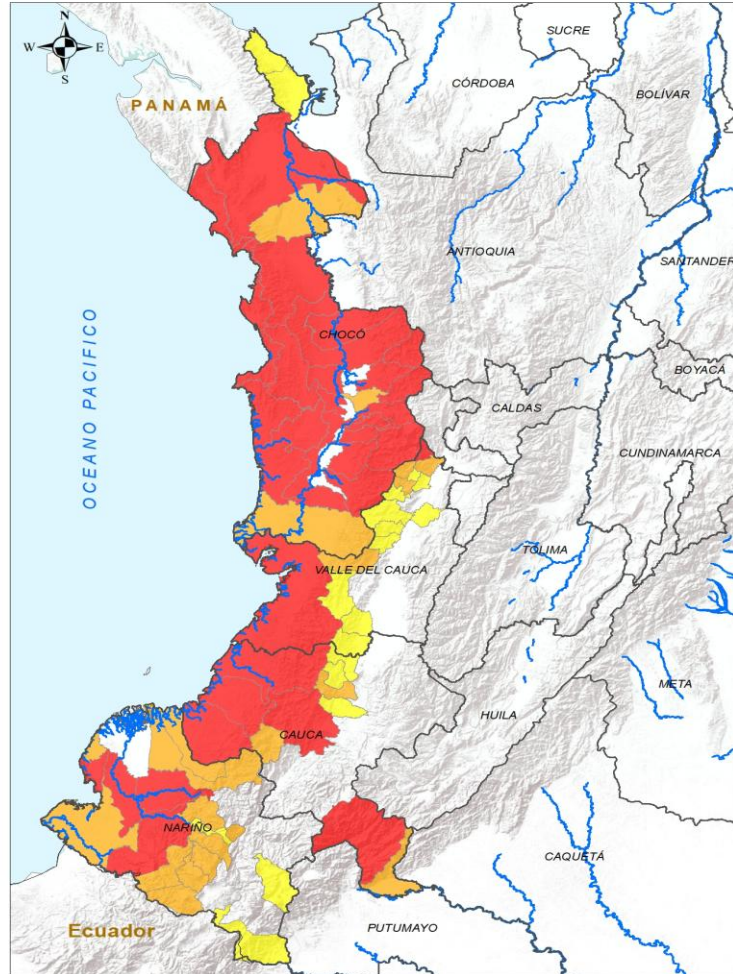 N
W E
S
SUCRE
CÓRDOBA
BOLÍVAR
PANAMÁ
ANTIOQUIA
SANTANDER
OCEANO PACIFICO
CHOCÓ
BOYACÁ
CALDAS
CUNDINAMARCA
TOLIMA
VALLE DEL CAUCA
META
HUILA
CAUCA
NARIÑO
CAQUETÁ
PUTUMAYO
Ecuador